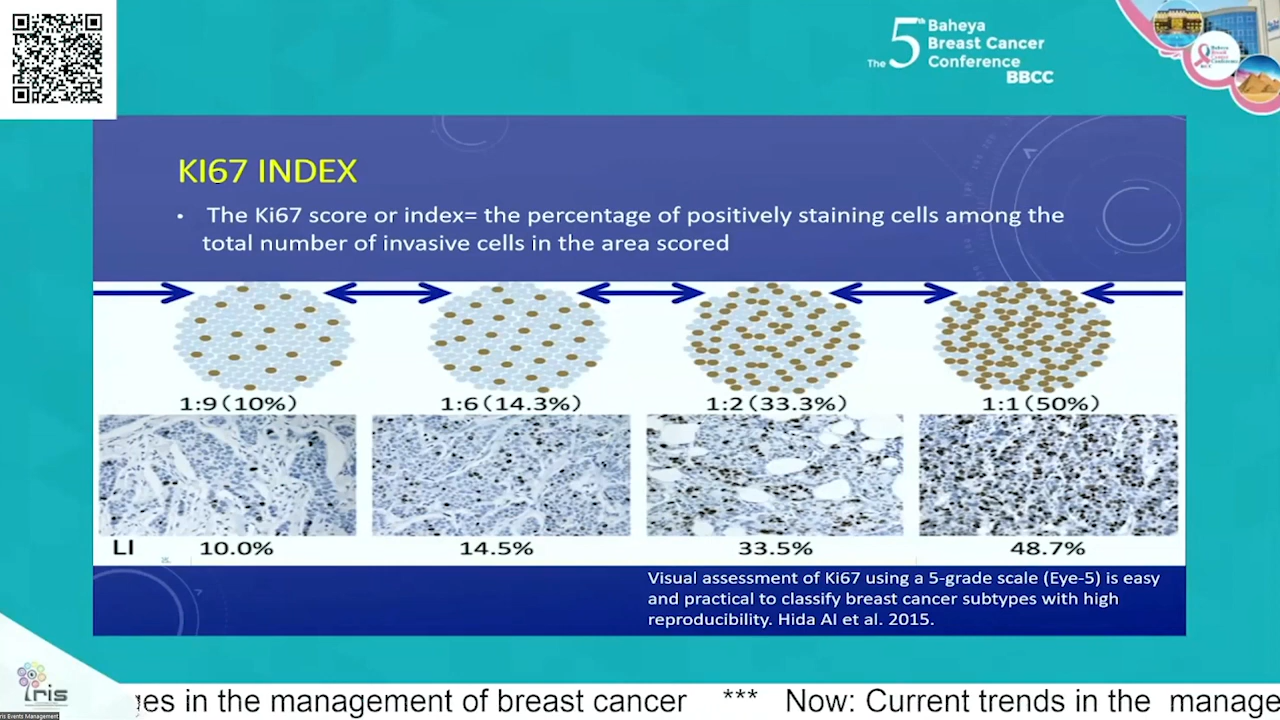 The 5th Baheya
Breast Cancer
Conference
BBCC
KI67 INDEX
• The Ki67 score or index= the percentage of positively staining cells among the
total number of invasive cells in the area scored
1:9 (10%) 1:6 (14.3%) 1:2 (33.3%) 1:1 (50%)
LI 10.0% 14.5% 33.5% 48.7%
Visual assessment of Ki67 using a 5-grade scale (Eye-5) is easy
and practical to classify breast cancer subtypes with high
reproducibility. Hida AI et al. 2015.
iris
Iris Events Management
ges in the management of breast cancer *** Now: Current trends in the manage